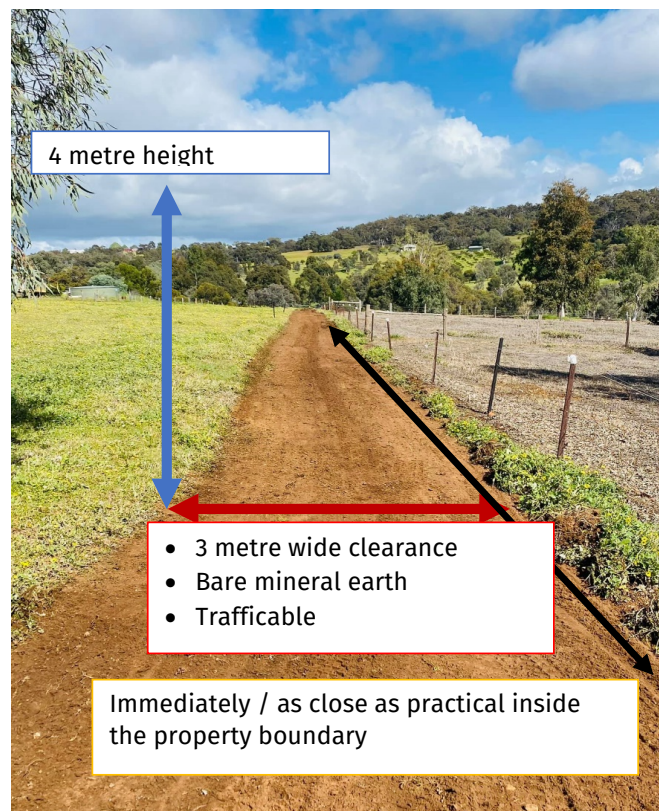 4 metre height
• 3 metre wide clearance
• Bare mineral earth
• Trafficable
Immediately / as close as practical inside
the property boundary